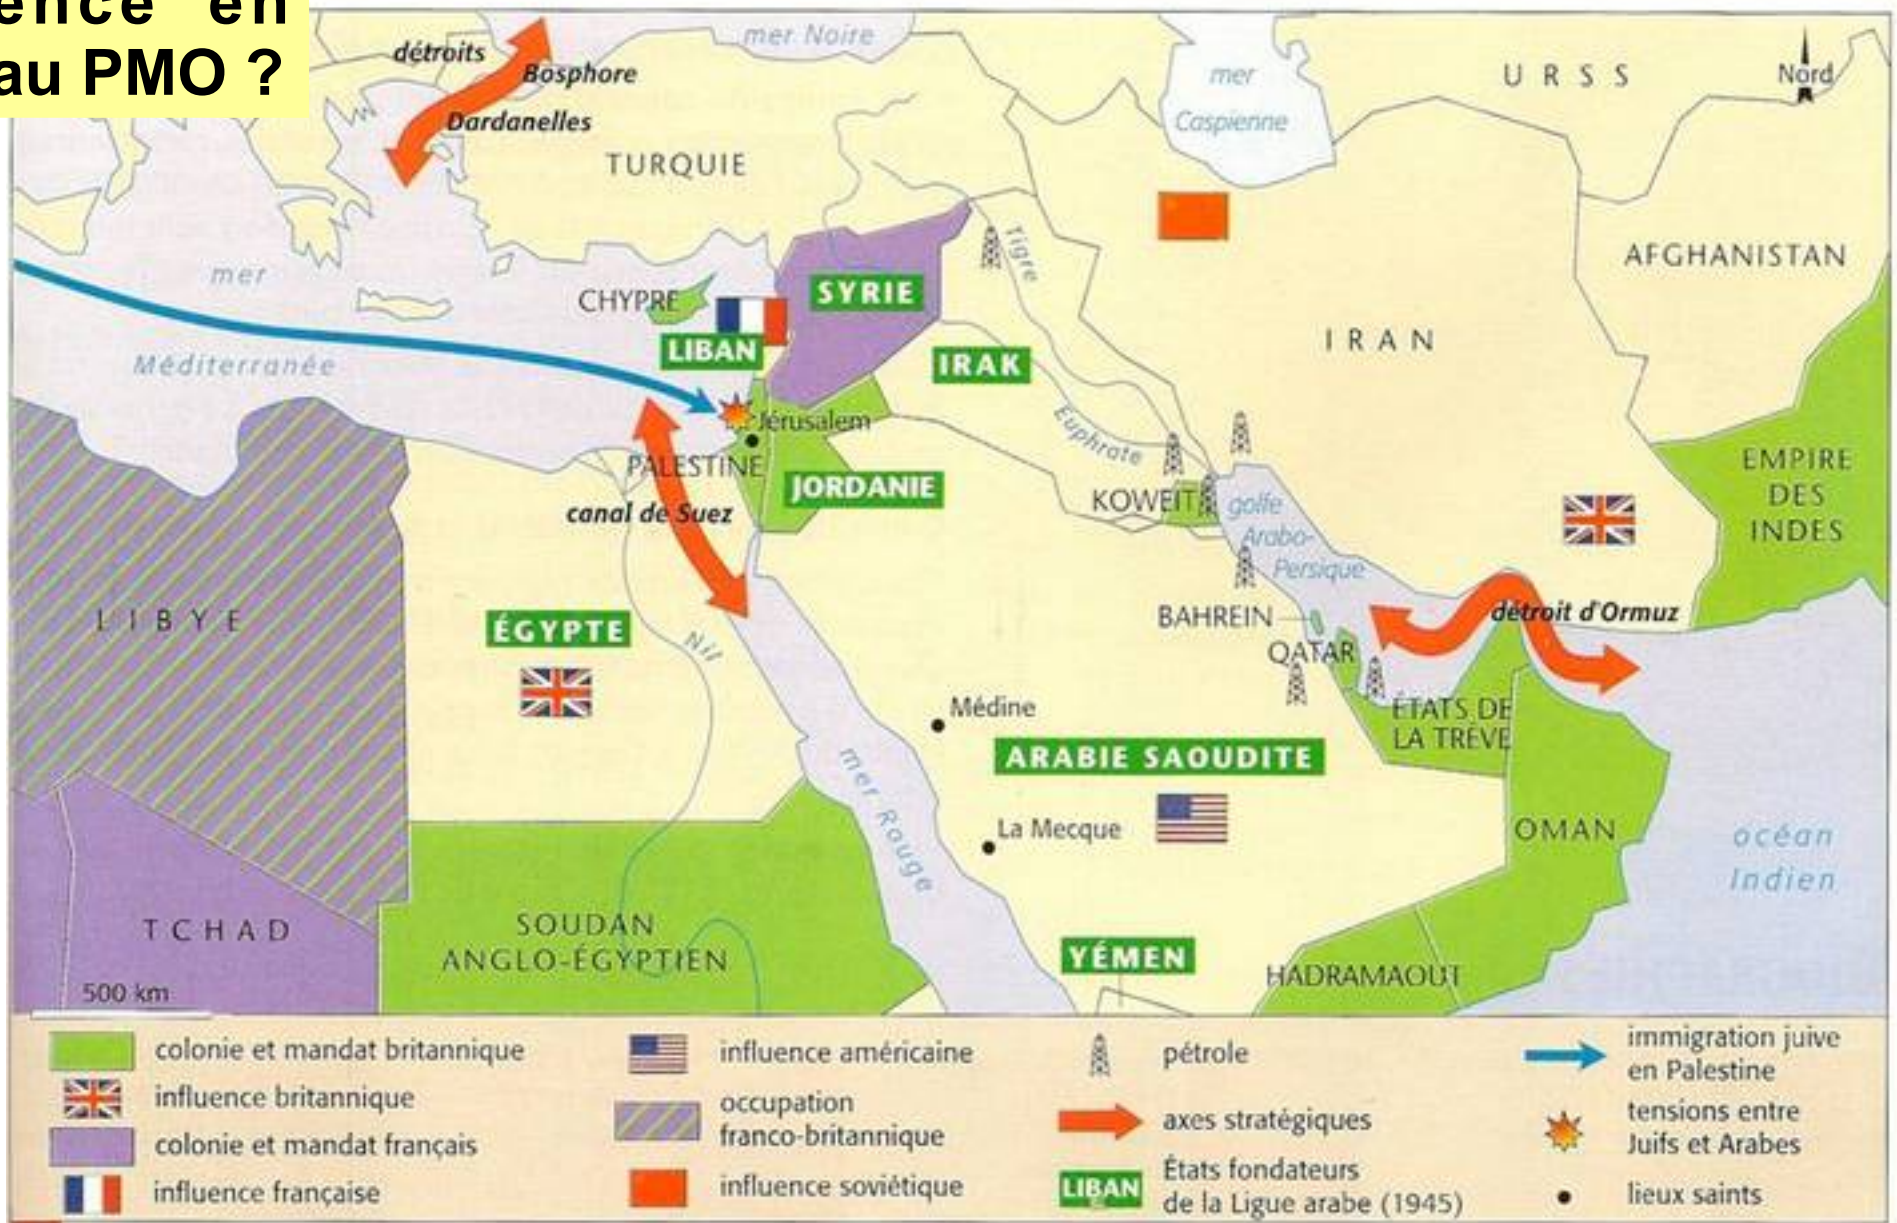 ence en
au PMO ?
détroits
Bosphore
Dardanelles
mer Noire
mer
Caspienne
URSS
Nord
TURQUIE
AFGHANISTAN
mer
Méditerranée
CHYPRE
SYRIE
LIBAN
IRAK
Tigre
Euphrate
IRAN
Jérusalem
PALESTINE
JORDANIE
canal de Suez
KOWEIT
golfe
Arabo-
Persique
EMPIRE
DES
INDES
LIBYE
ÉGYPTE
Nil
BAHREIN
QATAR
détroit d'Ormuz
Médine
ÉTATS DE
LA TRÈVE
ARABIE SAOUDITE
mer Rouge
La Mecque
OMAN
océan
Indien
TCHAD
SOUDAN
ANGLO-ÉGYPTIEN
YÉMEN
HADRAMAOUT
500 km
colonie et mandat britannique
influence britannique
colonie et mandat français
influence française
influence américaine
occupation
franco-britannique
influence soviétique
pétrole
axes stratégiques
LIBAN
États fondateurs
de la Ligue arabe (1945)
immigration juive
en Palestine
tensions entre
Juifs et Arabes
lieux saints